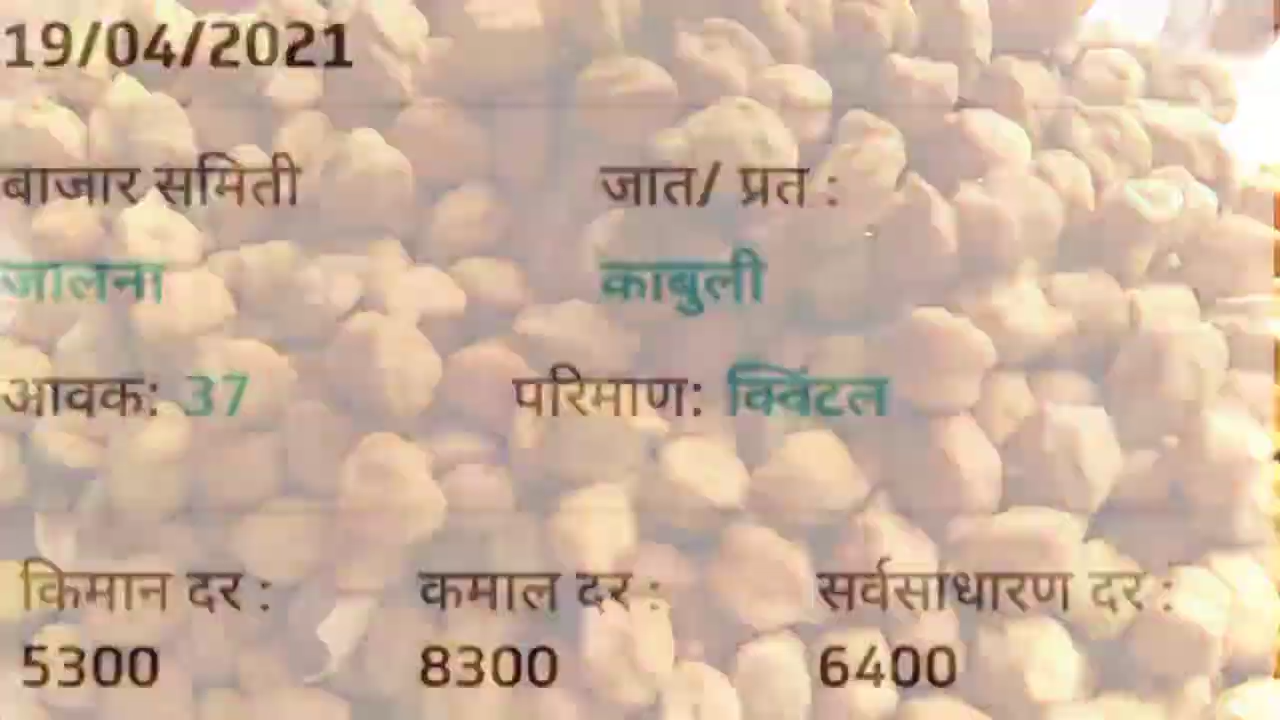 19/04/2021
बाजार समिती जात/ प्रत :
जालना काबुली
आवक: 37 परिमाण: क्विंटल
किमान दर : कमाल दर : सर्वसाधारण दर :
5300 8300 6400